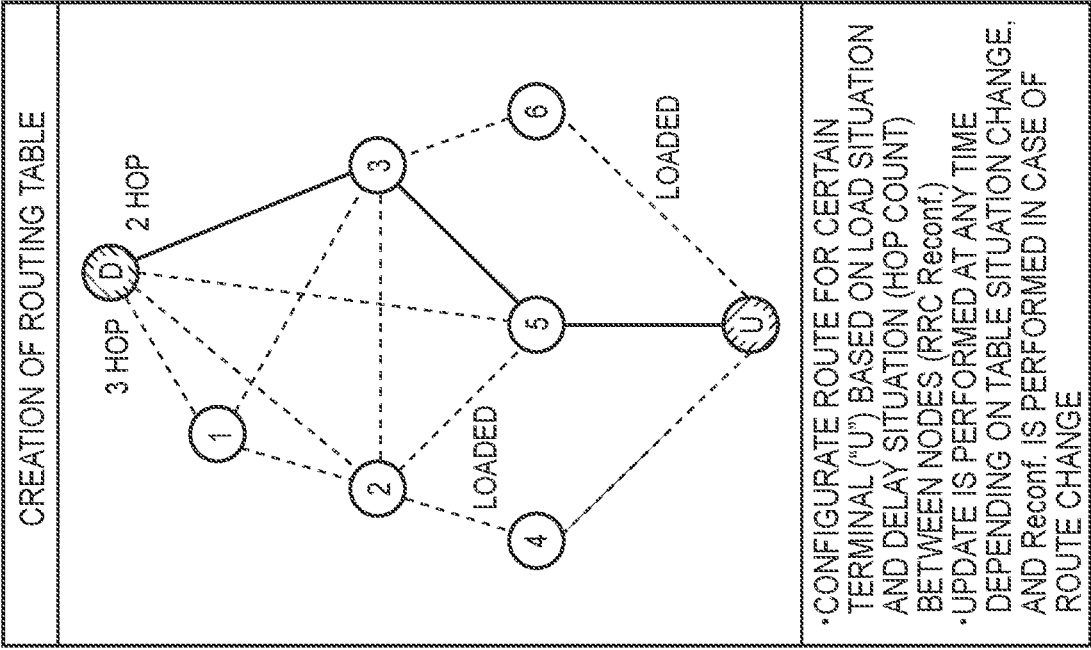 CREATION OF ROUTING TABLE
D
3 HOP
2 HOP
1
2
3
LOADED
4
5
6
LOADED
U
•CONFIGURATE ROUTE FOR CERTAIN
TERMINAL ("U") BASED ON LOAD SITUATION
AND DELAY SITUATION (HOP COUNT)
BETWEEN NODES (RRC Reconf.)
•UPDATE IS PERFORMED AT ANY TIME
DEPENDING ON TABLE SITUATION CHANGE,
AND Reconf. IS PERFORMED IN CASE OF
ROUTE CHANGE